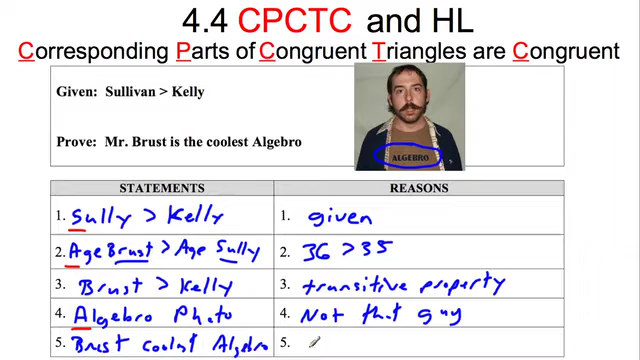 4.4 CPCTC and HL
Corresponding Parts of Congruent Triangles are Congruent
Given: Sullivan > Kelly
Prove: Mr. Brust is the coolest Algebro
ALGEBRO
STATEMENTS REASONS
1. Sully > Kelly 1. given
2. Age Brust > Age Sully 2. 36 > 35
3. Brust > Kelly 3. transitive property
4. Algebro Photo 4. Not that guy
5. Brust coolest Algebro 5.